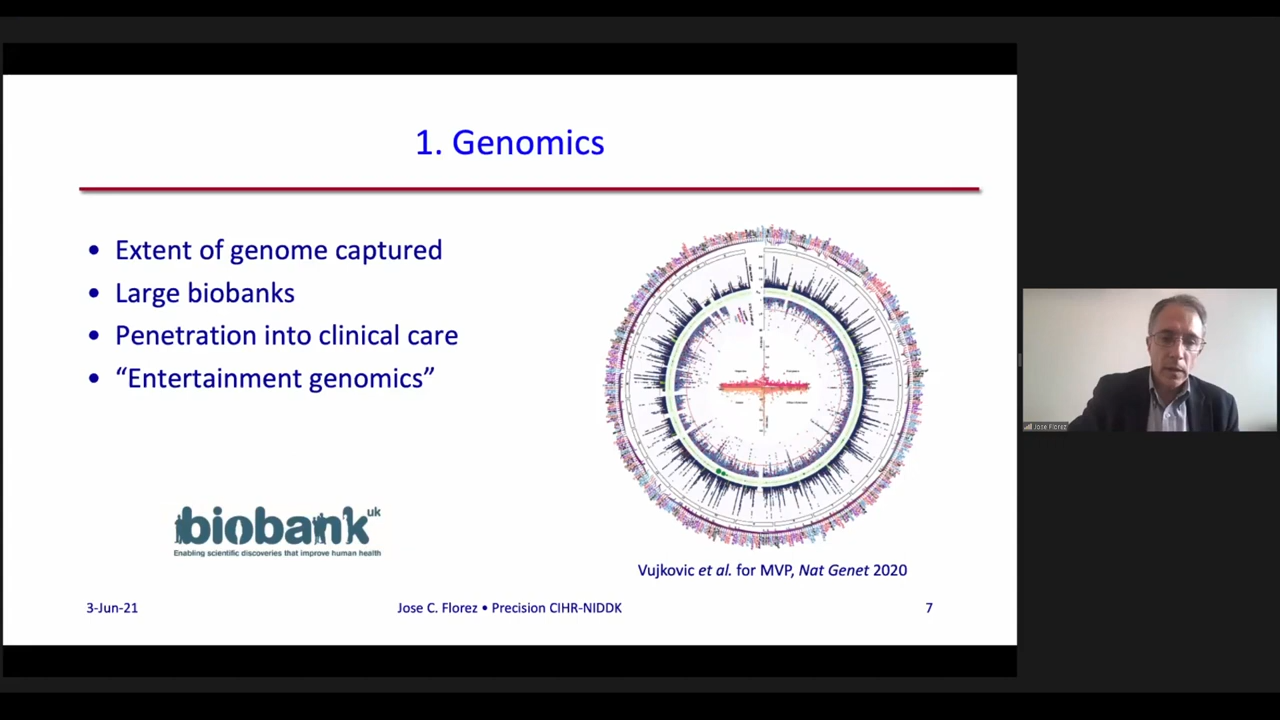 1. Genomics
• Extent of genome captured
• Large biobanks
• Penetration into clinical care
• “Entertainment genomics”
biobank uk
Enabling scientific discoveries that improve human health
Vujkovic et al. for MVP, Nat Genet 2020
3-Jun-21
Jose C. Florez • Precision CIHR-NIDDK
7
Jose Florez